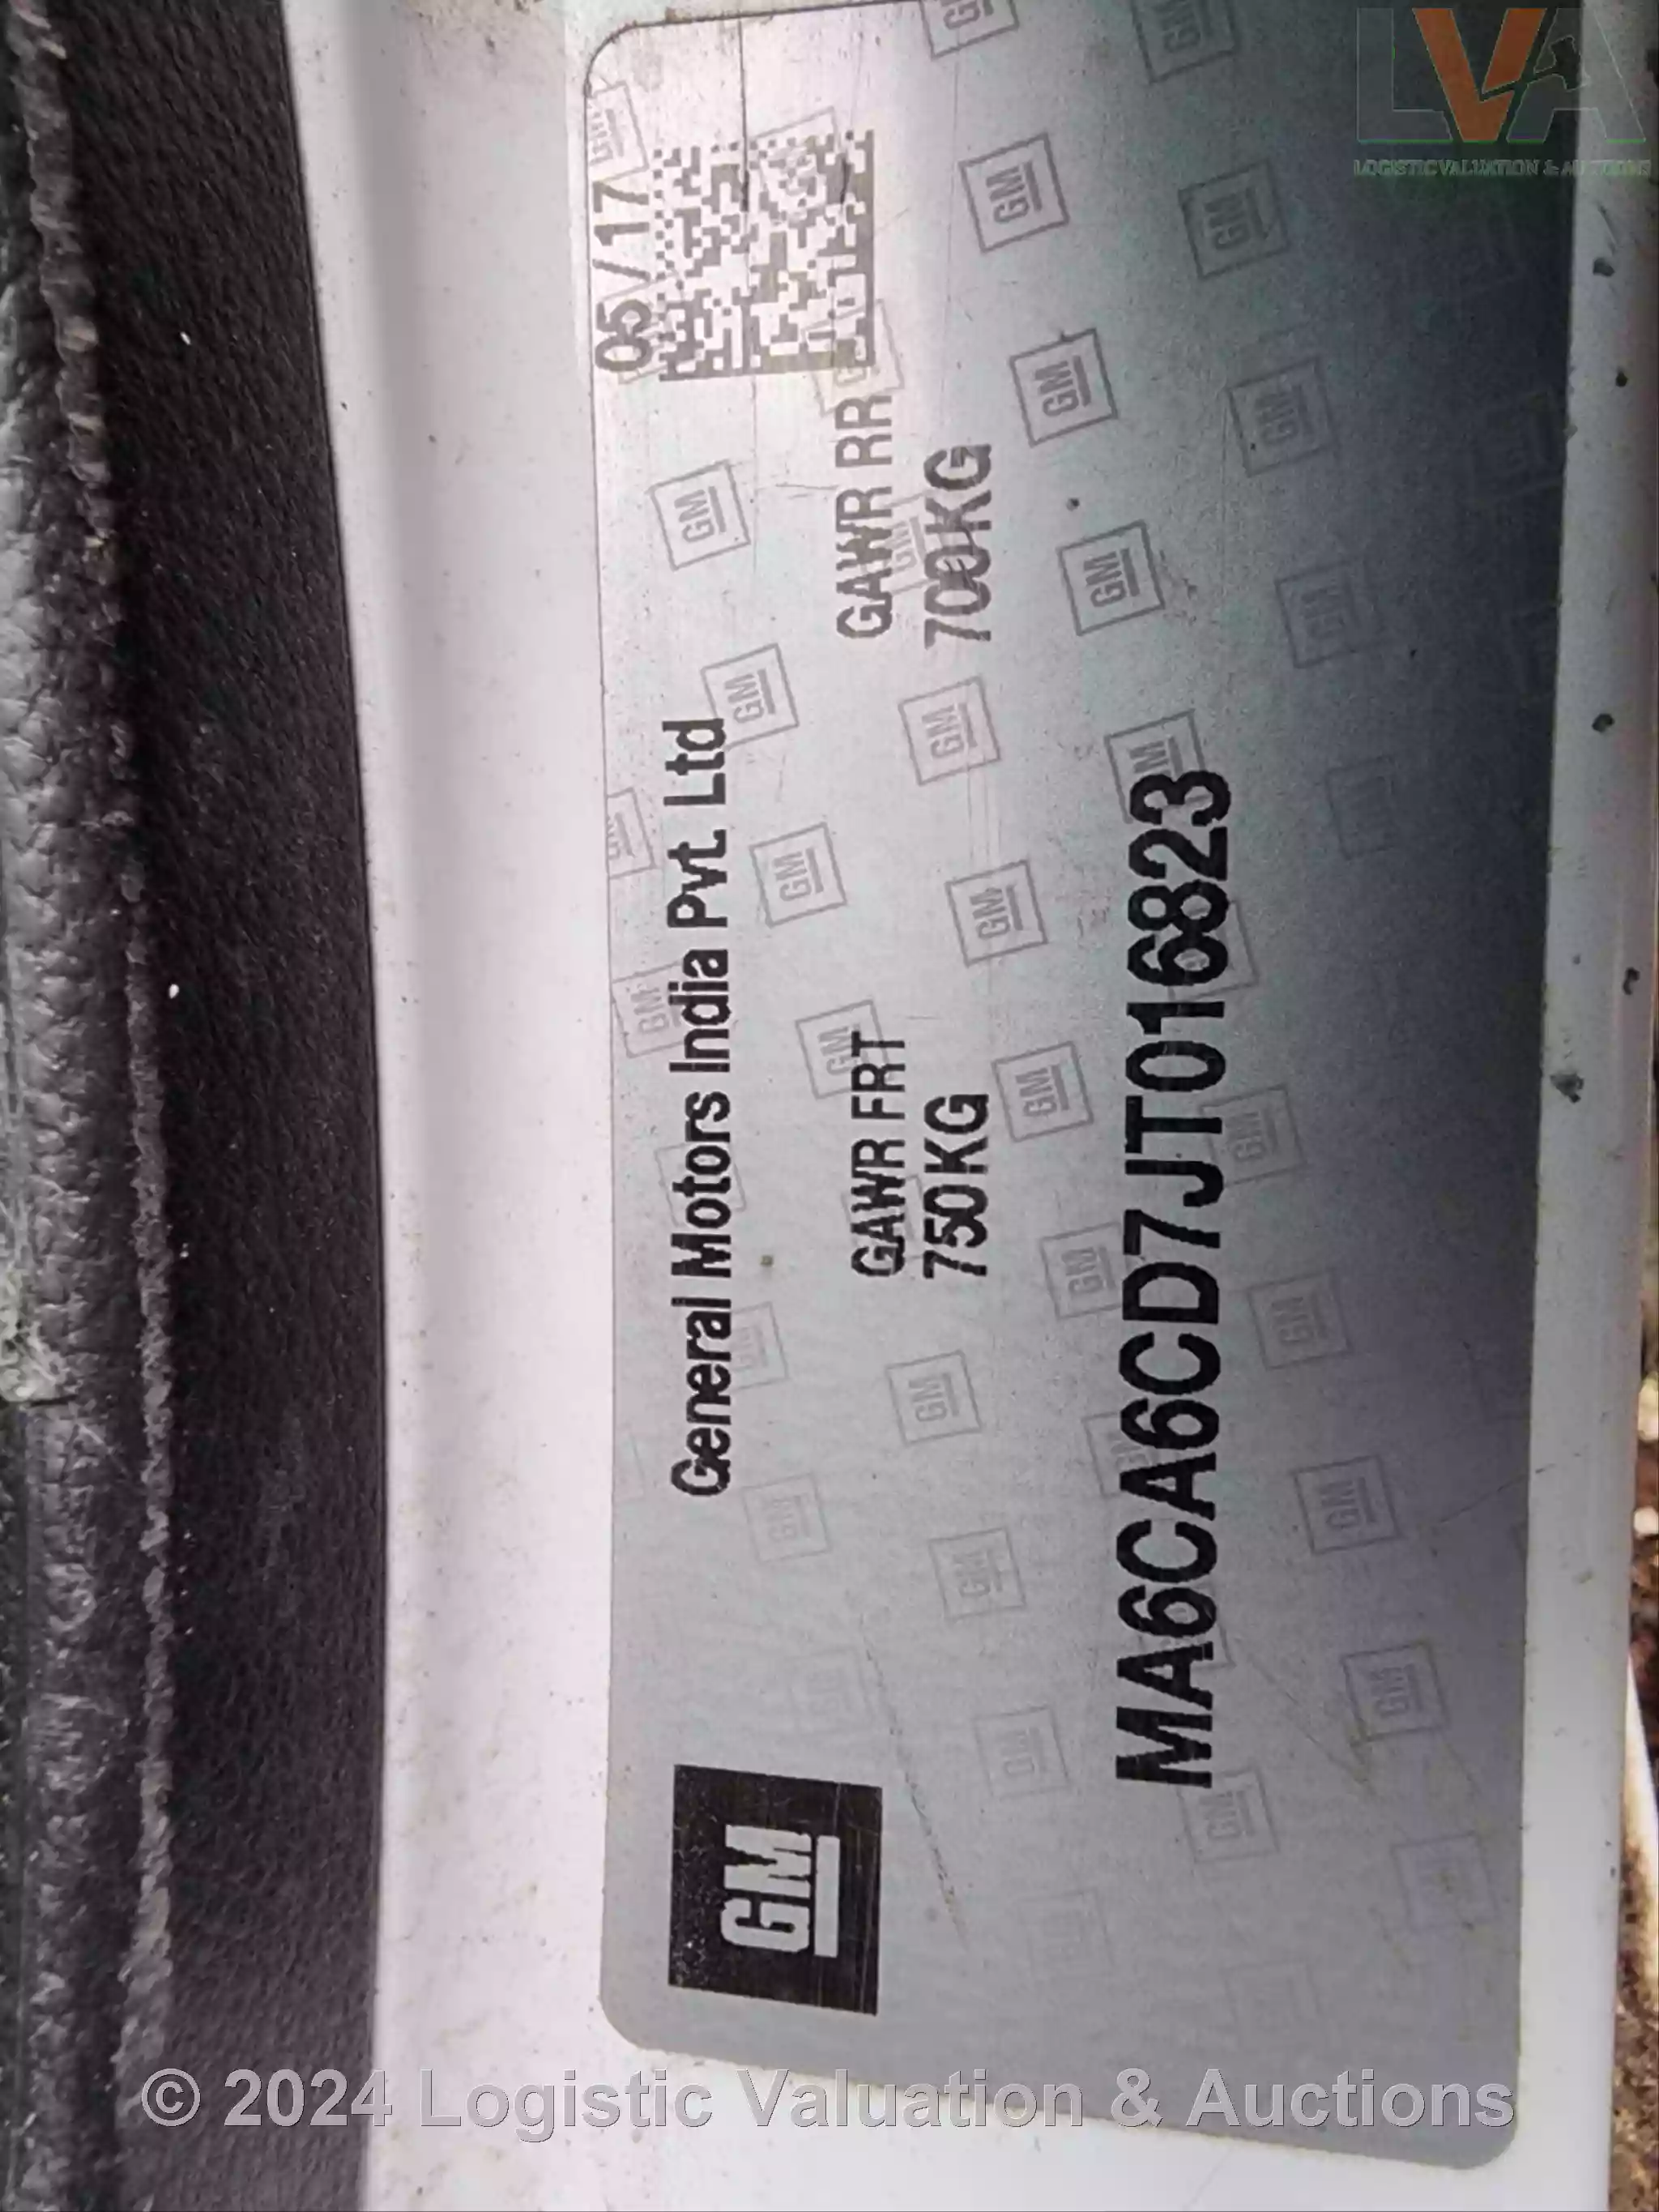 LVA
LOGISTIC VALUATION & AUCTIONS
05/17
General Motors India Pvt. Ltd
GAWR FRT GAWR RR
750KG 700KG
GM
MA6CA6CD7JT016823
© 2024 Logistic Valuation & Auctions